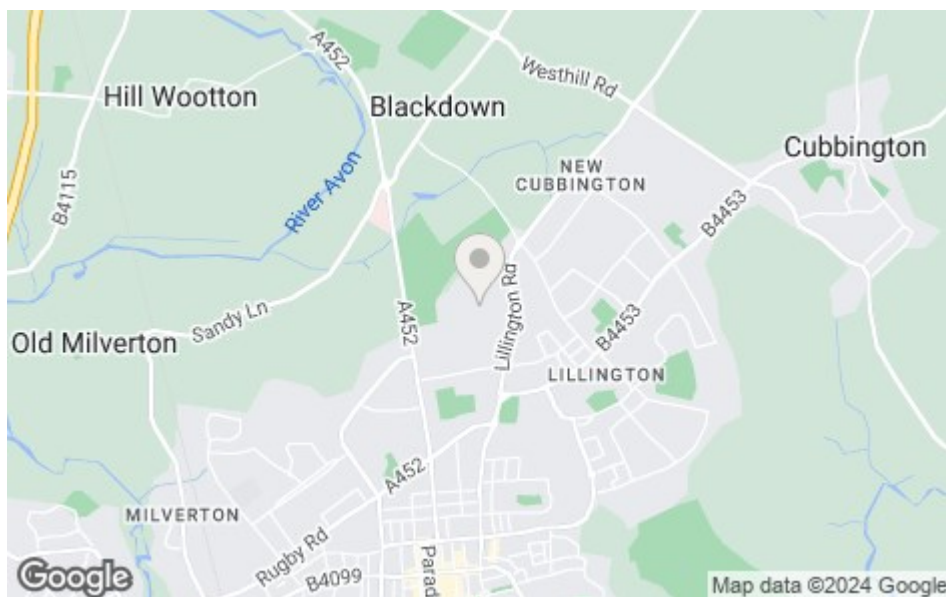 A452
Westhill Rd
Hill Wootton
Blackdown
Cubbington
NEW
CUBBINGTON
B4115
River Avon
B4453
Lillington Rd
A452
Sandy Ln
Old Milverton
B4453
LILLINGTON
A452
MILVERTON
Rugby Rd
B4099
Parad
Google
Map data ©2024 Google